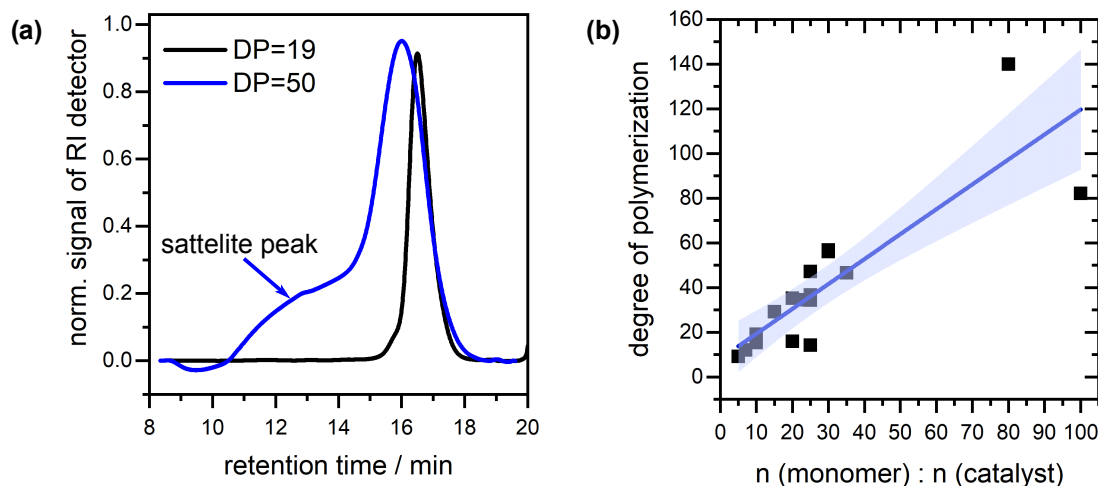 (a)
norm. signal of RI detector
1.0
0.8
0.6
0.4
0.2
0.0
DP=19
DP=50
sattelite peak
8 10 12 14 16 18 20
retention time / min
(b)
degree of polymerization
160
140
120
100
80
60
40
20
0
0 10 20 30 40 50 60 70 80 90 100
n (monomer) : n (catalyst)